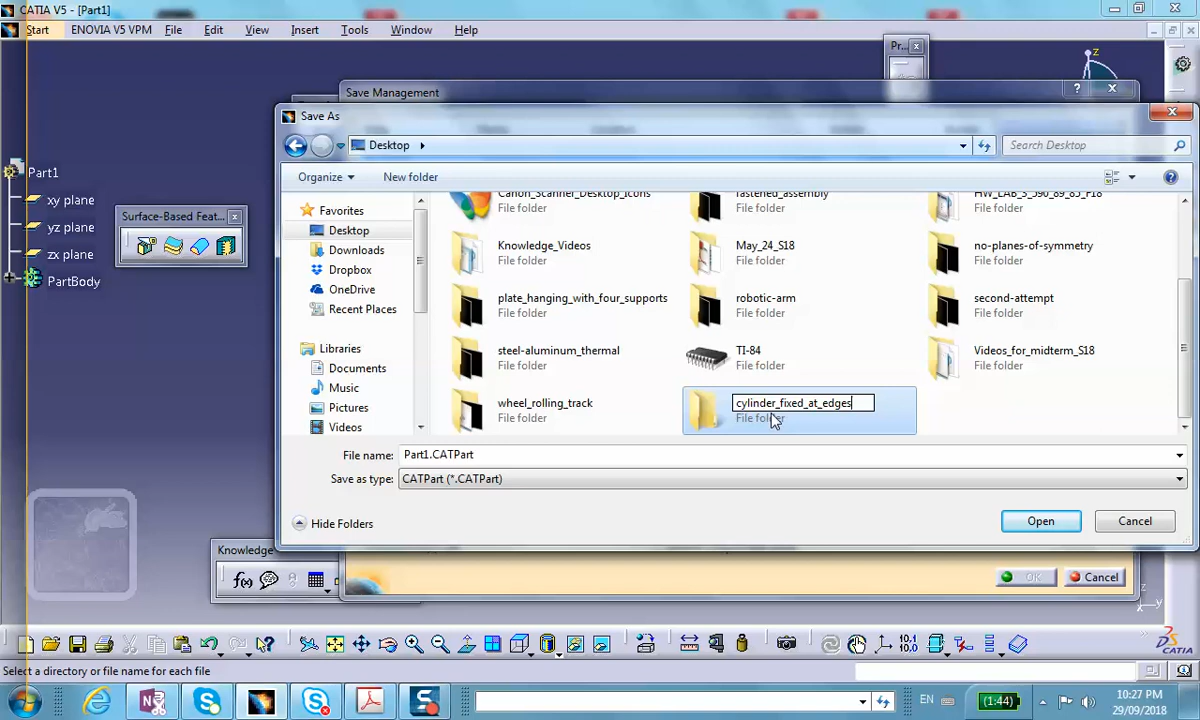 CATIA V5 - [Part1]
Start ENOVIA V5 VPM File Edit View Insert Tools Window Help
Pr...
z
Save Management
Save As
Desktop
Search Desktop
Organize New folder
Part1
xy plane
yz plane
zx plane
PartBody
Surface-Based Feat...
Favorites
Desktop
Downloads
Dropbox
OneDrive
Recent Places
Libraries
Documents
Music
Pictures
Videos
Canon_Scanner_Desktop_Icons
File folder
fastened_assembly
File folder
HW_LAB_S_390_89_85_F18
File folder
Knowledge_Videos
File folder
May_24_S18
File folder
no-planes-of-symmetry
File folder
plate_hanging_with_four_supports
File folder
robotic-arm
File folder
second-attempt
File folder
steel-aluminum_thermal
File folder
TI-84
File folder
Videos_for_midterm_S18
File folder
wheel_rolling_track
File folder
cylinder_fixed_at_edges
File folder
File name: Part1.CATPart
Save as type: CATPart (*.CATPart)
Hide Folders
Open
Cancel
Knowledge
OK
Cancel
CATIA
Select a directory or file name for each file
EN
(1:44)
10:27 PM
29/09/2018